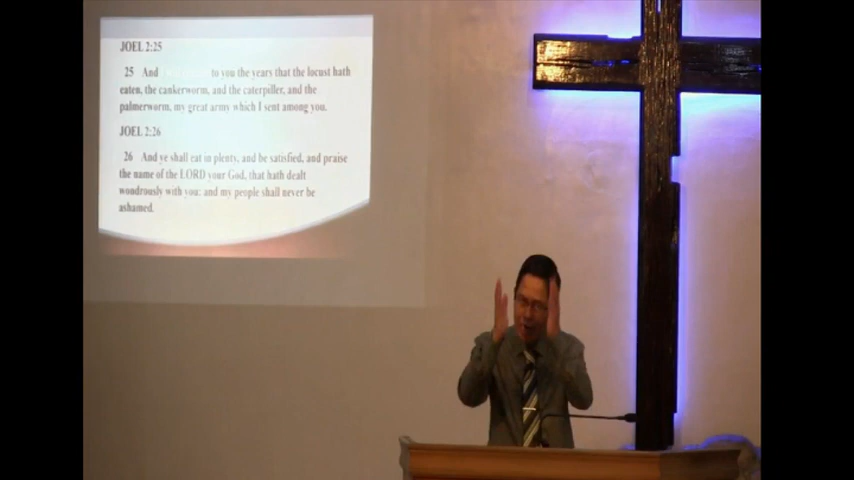 JOEL 2:25
25 And to you the years that the locust hath
eaten, the cankerworm, and the caterpiller, and the
palmerworm, my great army which I sent among you.
JOEL 2:26
26 And ye shall eat in plenty, and be satisfied, and praise
the name of the LORD your God, that hath dealt
wondrously with you: and my people shall never be
ashamed.